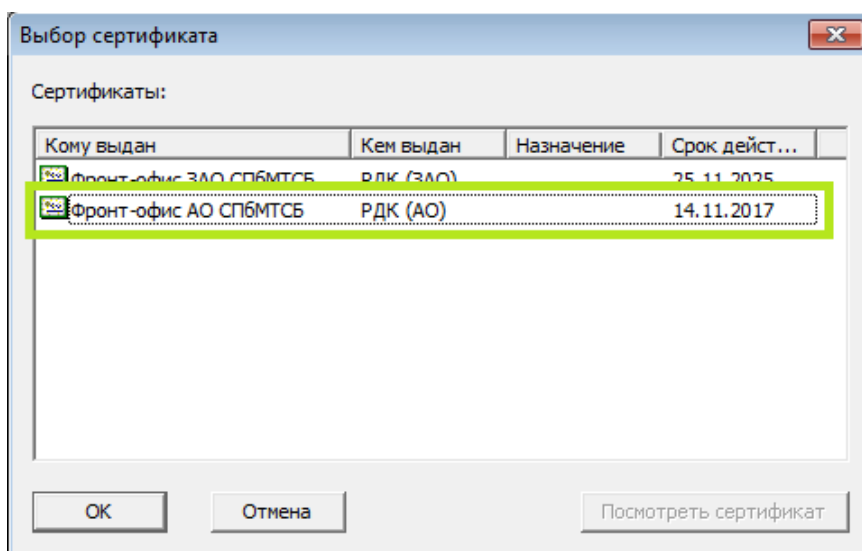 Выбор сертификата
Сертификаты:
Кому выдан Кем выдан Назначение Срок дейст...
Фронт-офис ЗАО СПбМТСБ РДК (ЗАО) 25.11.2025
Фронт-офис АО СПбМТСБ РДК (АО) 14.11.2017
ОК Отмена Посмотреть сертификат